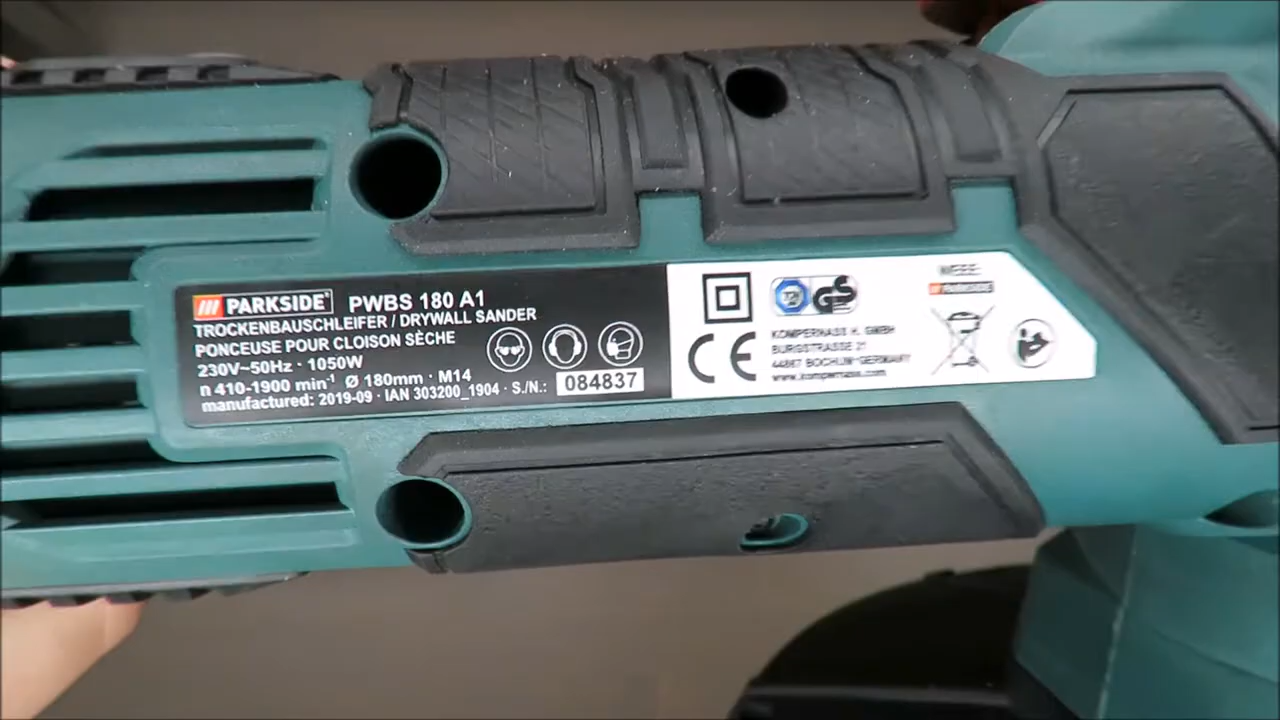 PARKSIDE® PWBS 180 A1
TROCKENBAUSCHLEIFER / DRYWALL SANDER
PONCEUSE POUR CLOISON SÈCHE
230V~50Hz · 1050W
n 410-1900 min⁻¹ Ø 180mm · M14
manufactured: 2019-09 · IAN 303200_1904 · S./N.: 084837
GS
CE
KOMPERNASS H. GMBH
BURGSTRASSE 21
44867 BOCHUM·GERMANY
www.kompernass.com
WEEE:
PARKSIDE